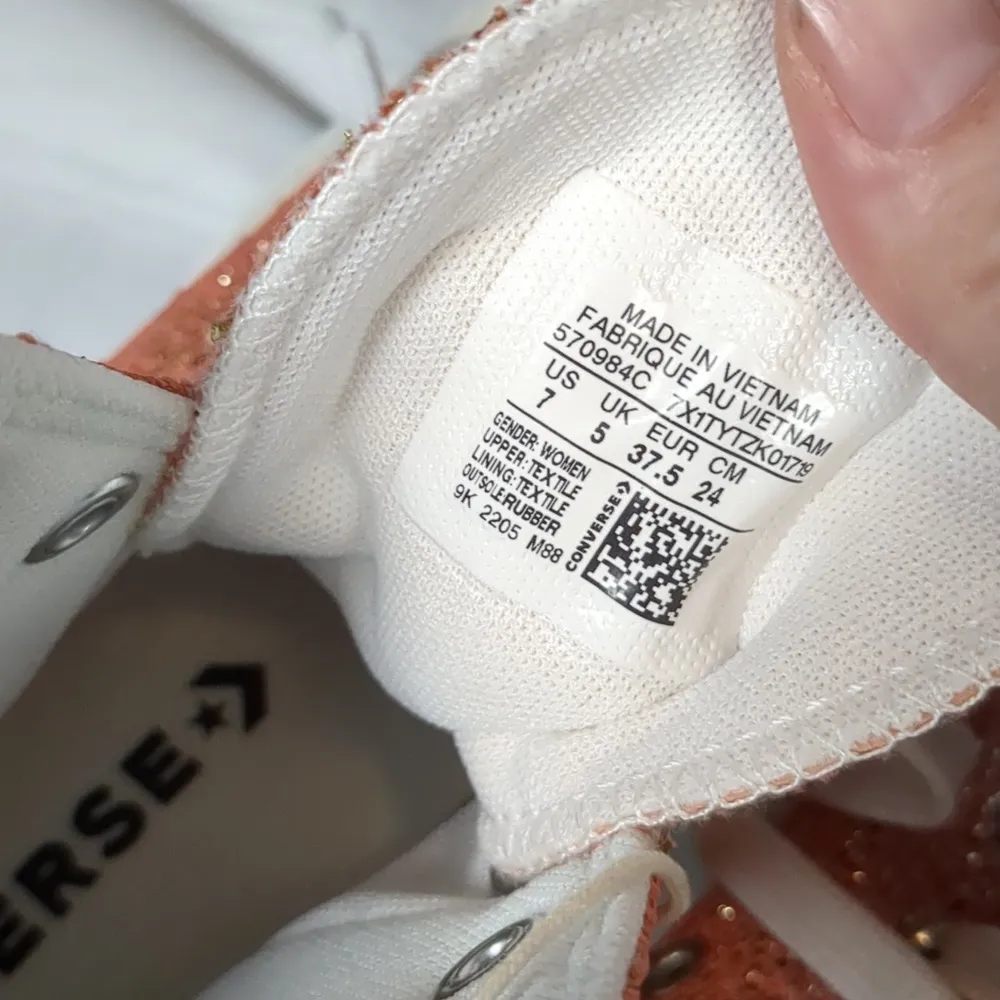 MADE IN VIETNAM
FABRIQUE AU VIETNAM
570984C 7X1TYTZK01719
US UK EUR CM
7 5 37.5 24
GENDER: WOMEN
UPPER: TEXTILE
LINING: TEXTILE
OUTSOLE:RUBBER
9K 2205 M88
CONVERSE
ERSE